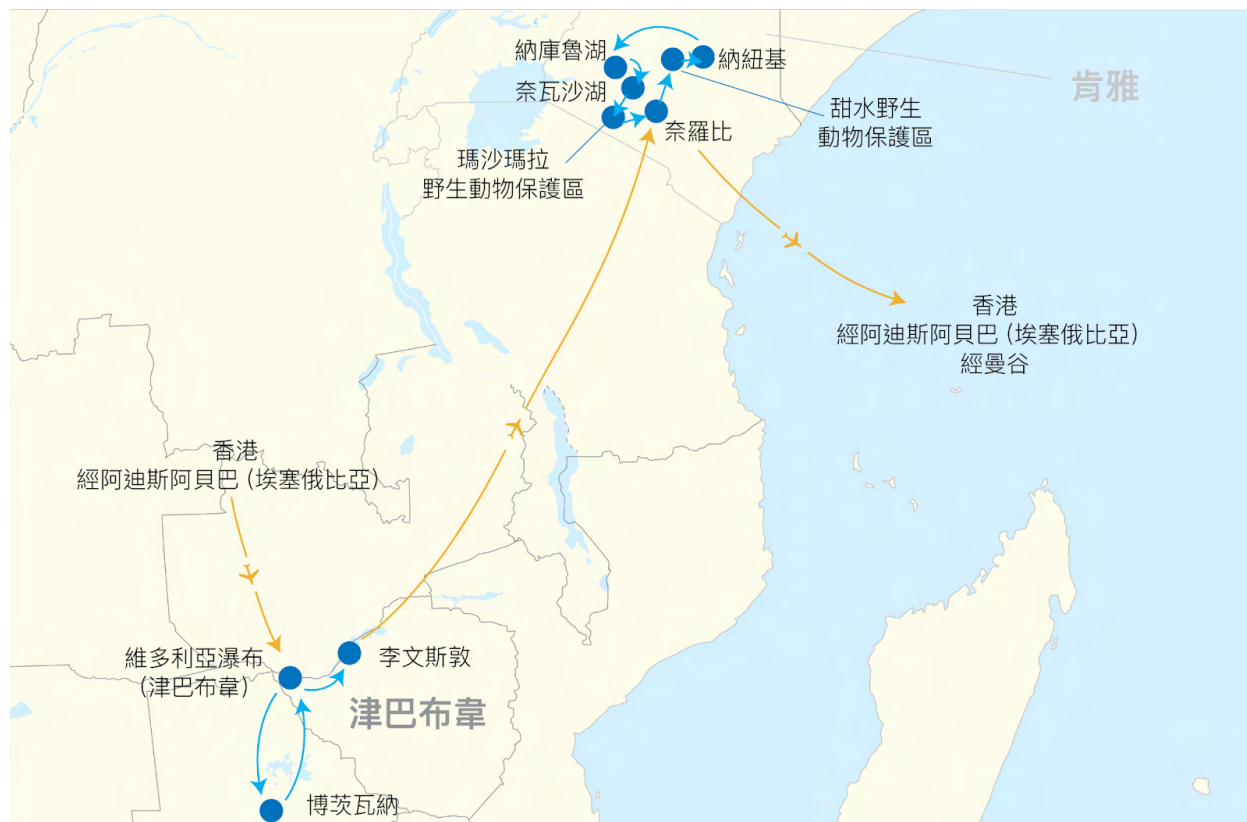 納庫魯湖
納紐基
奈瓦沙湖
肯雅
甜水野生
動物保護區
奈羅比
瑪沙瑪拉
野生動物保護區
香港
經阿迪斯阿貝巴（埃塞俄比亞）
經曼谷
香港
經阿迪斯阿貝巴（埃塞俄比亞）
維多利亞瀑布
（津巴布韋）
李文斯敦
津巴布韋
博茨瓦納